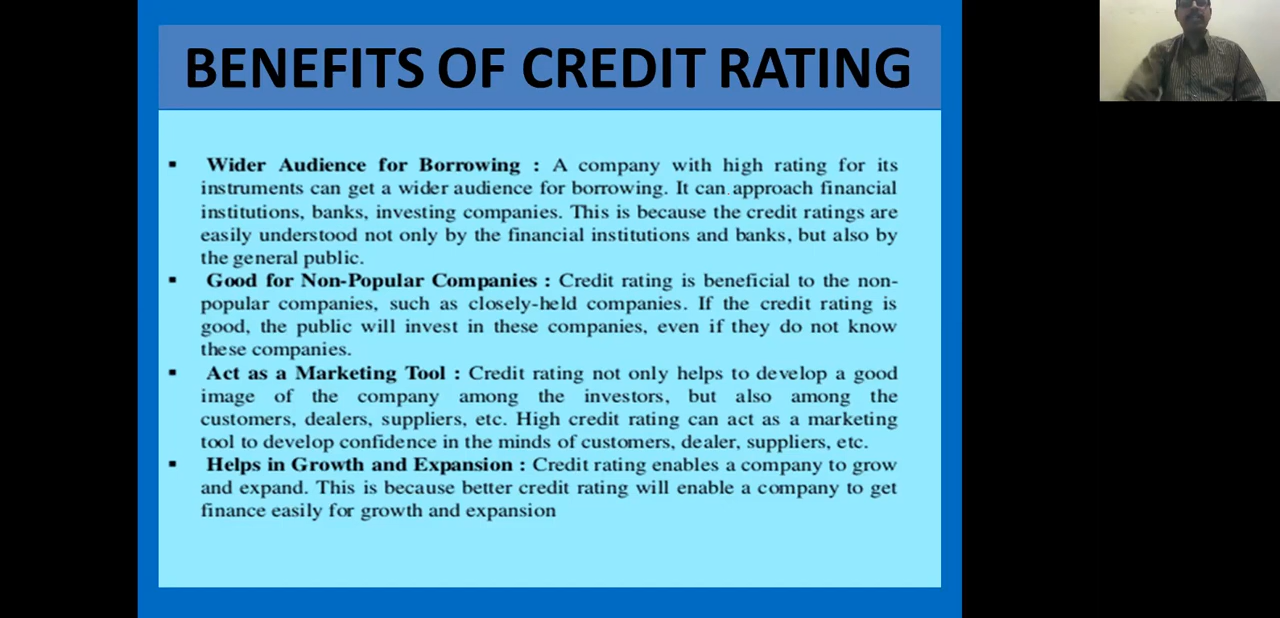 BENEFITS OF CREDIT RATING
▪ Wider Audience for Borrowing : A company with high rating for its
instruments can get a wider audience for borrowing. It can approach financial
institutions, banks, investing companies. This is because the credit ratings are
easily understood not only by the financial institutions and banks, but also by
the general public.
▪ Good for Non-Popular Companies : Credit rating is beneficial to the non-
popular companies, such as closely-held companies. If the credit rating is
good, the public will invest in these companies, even if they do not know
these companies.
▪ Act as a Marketing Tool : Credit rating not only helps to develop a good
image of the company among the investors, but also among the
customers, dealers, suppliers, etc. High credit rating can act as a marketing
tool to develop confidence in the minds of customers, dealer, suppliers, etc.
▪ Helps in Growth and Expansion : Credit rating enables a company to grow
and expand. This is because better credit rating will enable a company to get
finance easily for growth and expansion